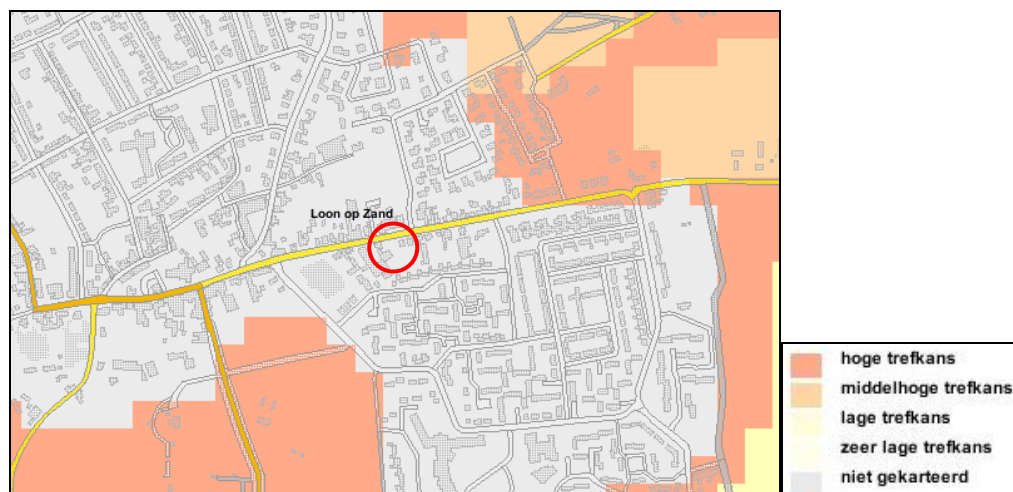 Loon op Zand
hoge trefkans
middelhoge trefkans
lage trefkans
zeer lage trefkans
niet gekarteerd